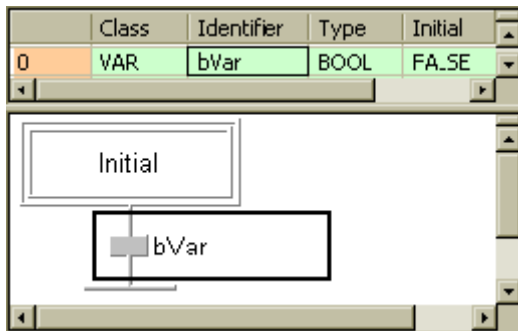 Class Identifier Type Initial
0 VAR bVar BOOL FALSE
Initial
bVar